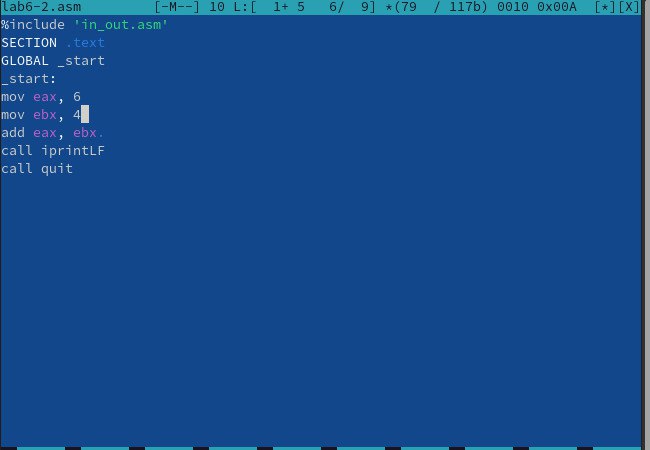 lab6-2.asm [-M--] 10 L:[ 1+ 5 6/ 9] *(79 / 117b) 0010 0x00A [*][X]
%include 'in_out.asm'
SECTION .text
GLOBAL _start
_start:
mov eax, 6
mov ebx, 4
add eax, ebx.
call iprintLF
call quit